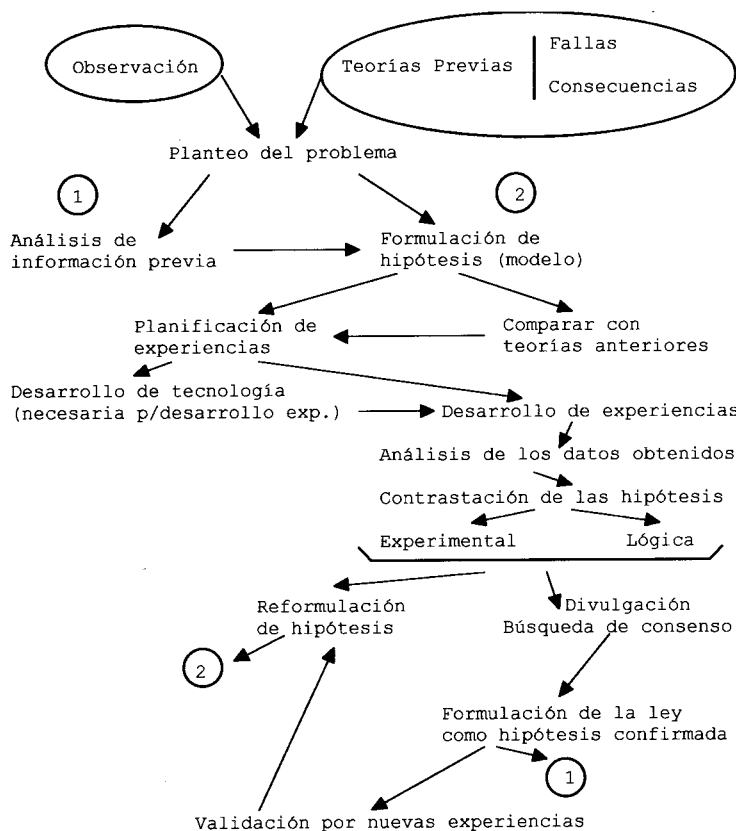 Observación
Teorías Previas
Fallas
Consecuencias
Planteo del problema
1
2
Análisis de
información previa
Formulación de
hipótesis (modelo)
Planificación de
experiencias
Comparar con
teorías anteriores
Desarrollo de tecnología
(necesaria p/desarrollo exp.)
Desarrollo de experiencias
Análisis de los datos obtenidos
Contrastación de las hipótesis
Experimental
Lógica
Reformulación
de hipótesis
Divulgación
Búsqueda de consenso
2
Formulación de la ley
como hipótesis confirmada
1
Validación por nuevas experiencias